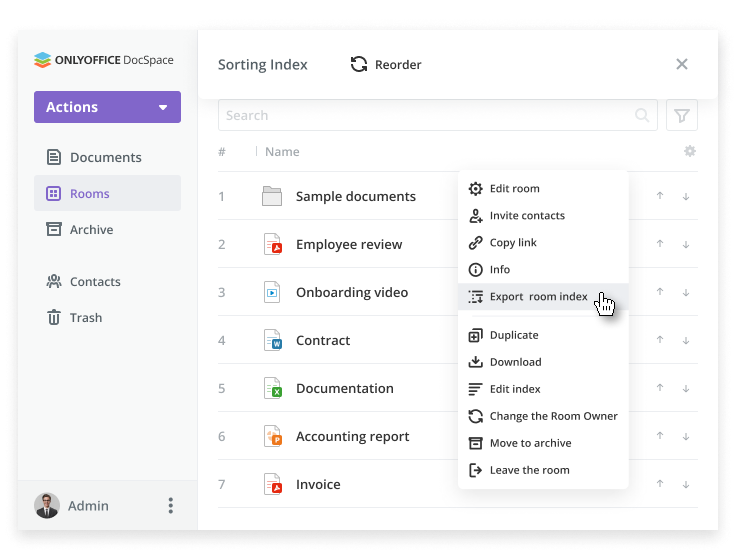 ONLYOFFICE DocSpace
Actions
Documents
Rooms
Archive
Contacts
Trash
Admin
Sorting Index
Reorder
Search
# Name
1 Sample documents
2 Employee review
3 Onboarding video
4 Contract
5 Documentation
6 Accounting report
7 Invoice
Edit room
Invite contacts
Copy link
Info
Export room index
Duplicate
Download
Edit index
Change the Room Owner
Move to archive
Leave the room